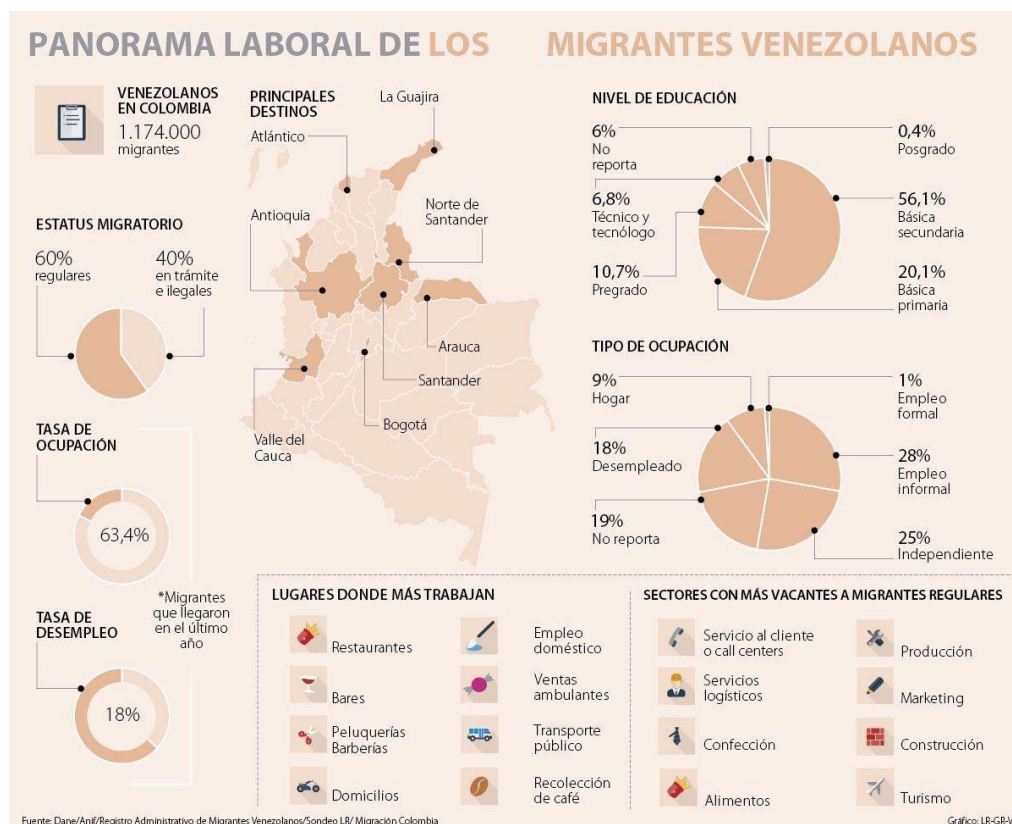 PANORAMA LABORAL DE LOS MIGRANTES VENEZOLANOS
VENEZOLANOS
EN COLOMBIA
1.174.000
migrantes
ESTATUS MIGRATORIO
60%
regulares
40%
en trámite
e ilegales
TASA DE
OCUPACIÓN
63,4%
TASA DE
DESEMPLEO
18%
*Migrantes
que llegaron
en el último
año
PRINCIPALES
DESTINOS
La Guajira
Atlántico
Norte de
Santander
Antioquia
Arauca
Santander
Bogotá
Valle del
Cauca
NIVEL DE EDUCACIÓN
6%
No
reporta
0,4%
Posgrado
6,8%
Técnico y
tecnólogo
56,1%
Básica
secundaria
10,7%
Pregrado
20,1%
Básica
primaria
TIPO DE OCUPACIÓN
9%
Hogar
1%
Empleo
formal
18%
Desempleado
28%
Empleo
informal
19%
No reporta
25%
Independiente
LUGARES DONDE MÁS TRABAJAN
Restaurantes
Bares
Peluquerías
Barberías
Domicilios
Empleo
doméstico
Ventas
ambulantes
Transporte
público
Recolección
de café
SECTORES CON MÁS VACANTES A MIGRANTES REGULARES
Servicio al cliente
o call centers
Servicios
logísticos
Confección
Alimentos
Producción
Marketing
Construcción
Turismo
Fuente: Dane/Anif/Registro Administrativo de Migrantes Venezolanos/Sondeo LR/ Migración Colombia
Gráfico: LR-GR-V